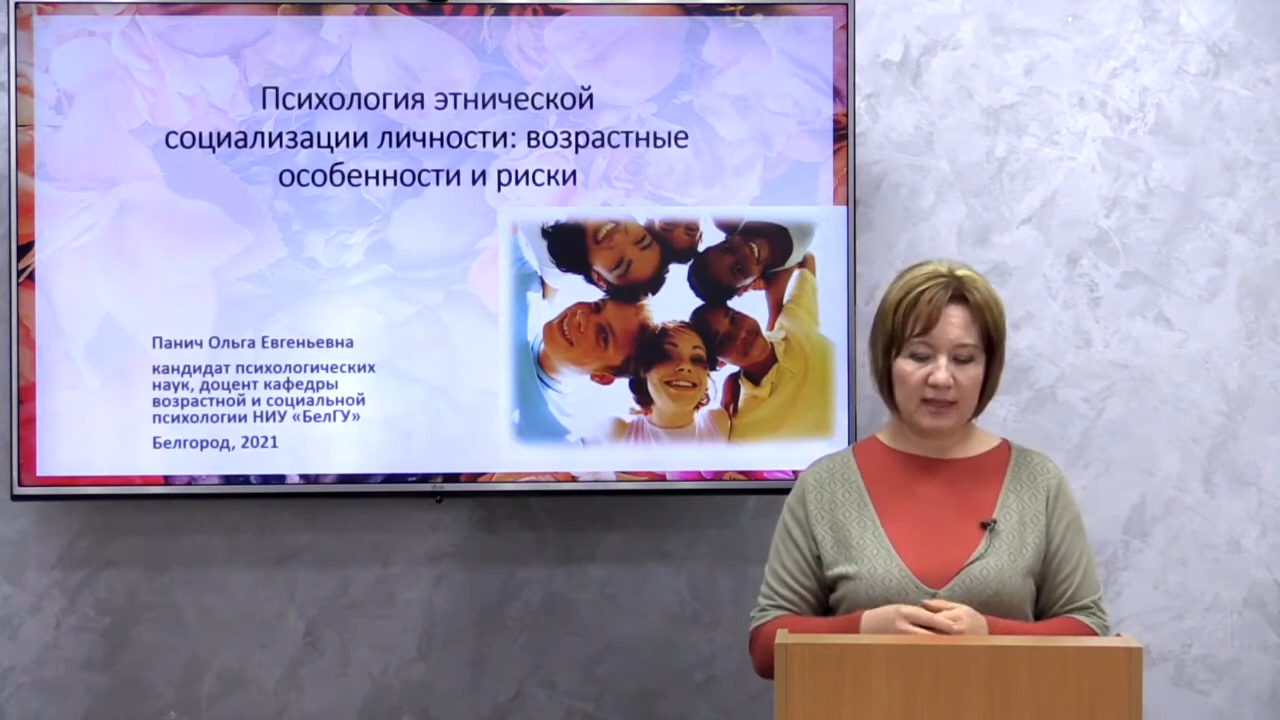 Психология этнической
социализации личности: возрастные
особенности и риски
Панич Ольга Евгеньевна
кандидат психологических
наук, доцент кафедры
возрастной и социальной
психологии НИУ «БелГУ»
Белгород, 2021